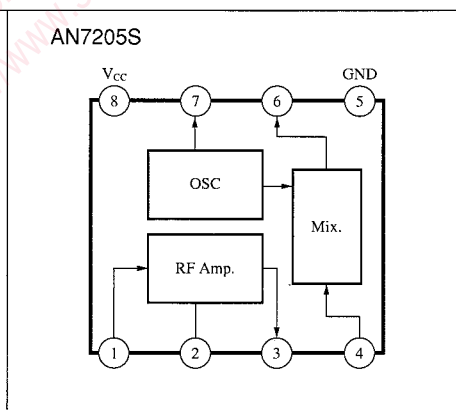 AN7205S
VCC GND
8 7 6 5
OSC
Mix.
RF Amp.
1 2 3 4